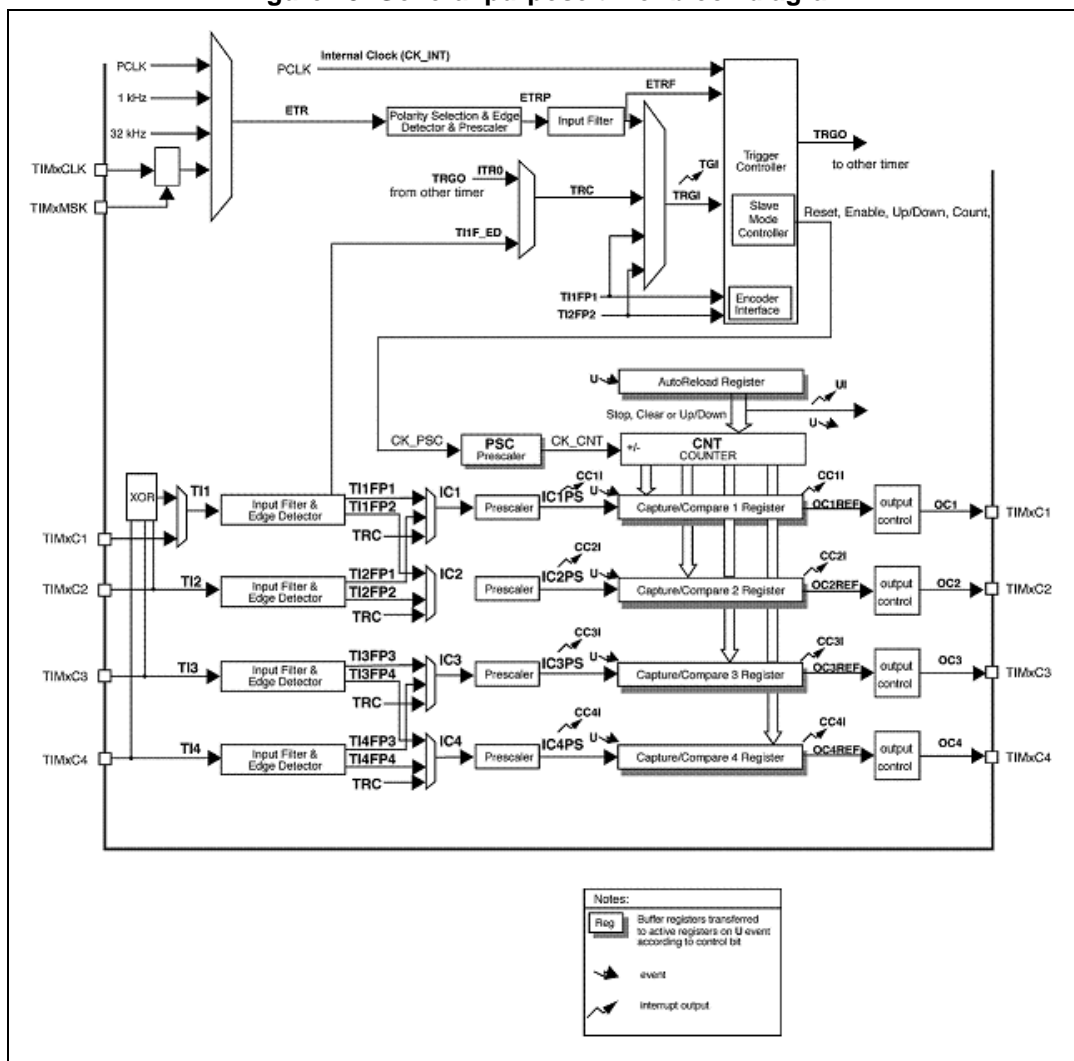 PCLK
1 kHz
32 kHz
TIMxCLK
TIMxMSK
Internal Clock (CK_INT)
PCLK
ETR
Polarity Selection & Edge
Detector & Prescaler
ETRP
Input Filter
ETRF
TRGO
from other timer
ITR0
TRC
TI1F_ED
TGI
TRGI
TI1FP1
TI2FP2
Trigger
Controller
Slave
Mode
Controller
Encoder
Interface
TRGO
to other timer
Reset, Enable, Up/Down, Count,
U
AutoReload Register
UI
U
Stop, Clear or Up/Down
CK_PSC
PSC
Prescaler
CK_CNT
+/-
CNT
COUNTER
XOR
TI1
TIMxC1
Input Filter &
Edge Detector
TI1FP1
TI1FP2
TRC
IC1
Prescaler
CC1I
IC1PS
U
Capture/Compare 1 Register
CC1I
OC1REF
output
control
OC1
TIMxC1
TIMxC2
TI2
Input Filter &
Edge Detector
TI2FP1
TI2FP2
TRC
IC2
Prescaler
CC2I
IC2PS
U
Capture/Compare 2 Register
CC2I
OC2REF
output
control
OC2
TIMxC2
TIMxC3
TI3
Input Filter &
Edge Detector
TI3FP3
TI3FP4
TRC
IC3
Prescaler
CC3I
IC3PS
U
Capture/Compare 3 Register
CC3I
OC3REF
output
control
OC3
TIMxC3
TIMxC4
TI4
Input Filter &
Edge Detector
TI4FP3
TI4FP4
TRC
IC4
Prescaler
CC4I
IC4PS
U
Capture/Compare 4 Register
CC4I
OC4REF
output
control
OC4
TIMxC4
Notes:
Reg
Buffer registers transferred
to active registers on U event
according to control bit
event
interrupt output